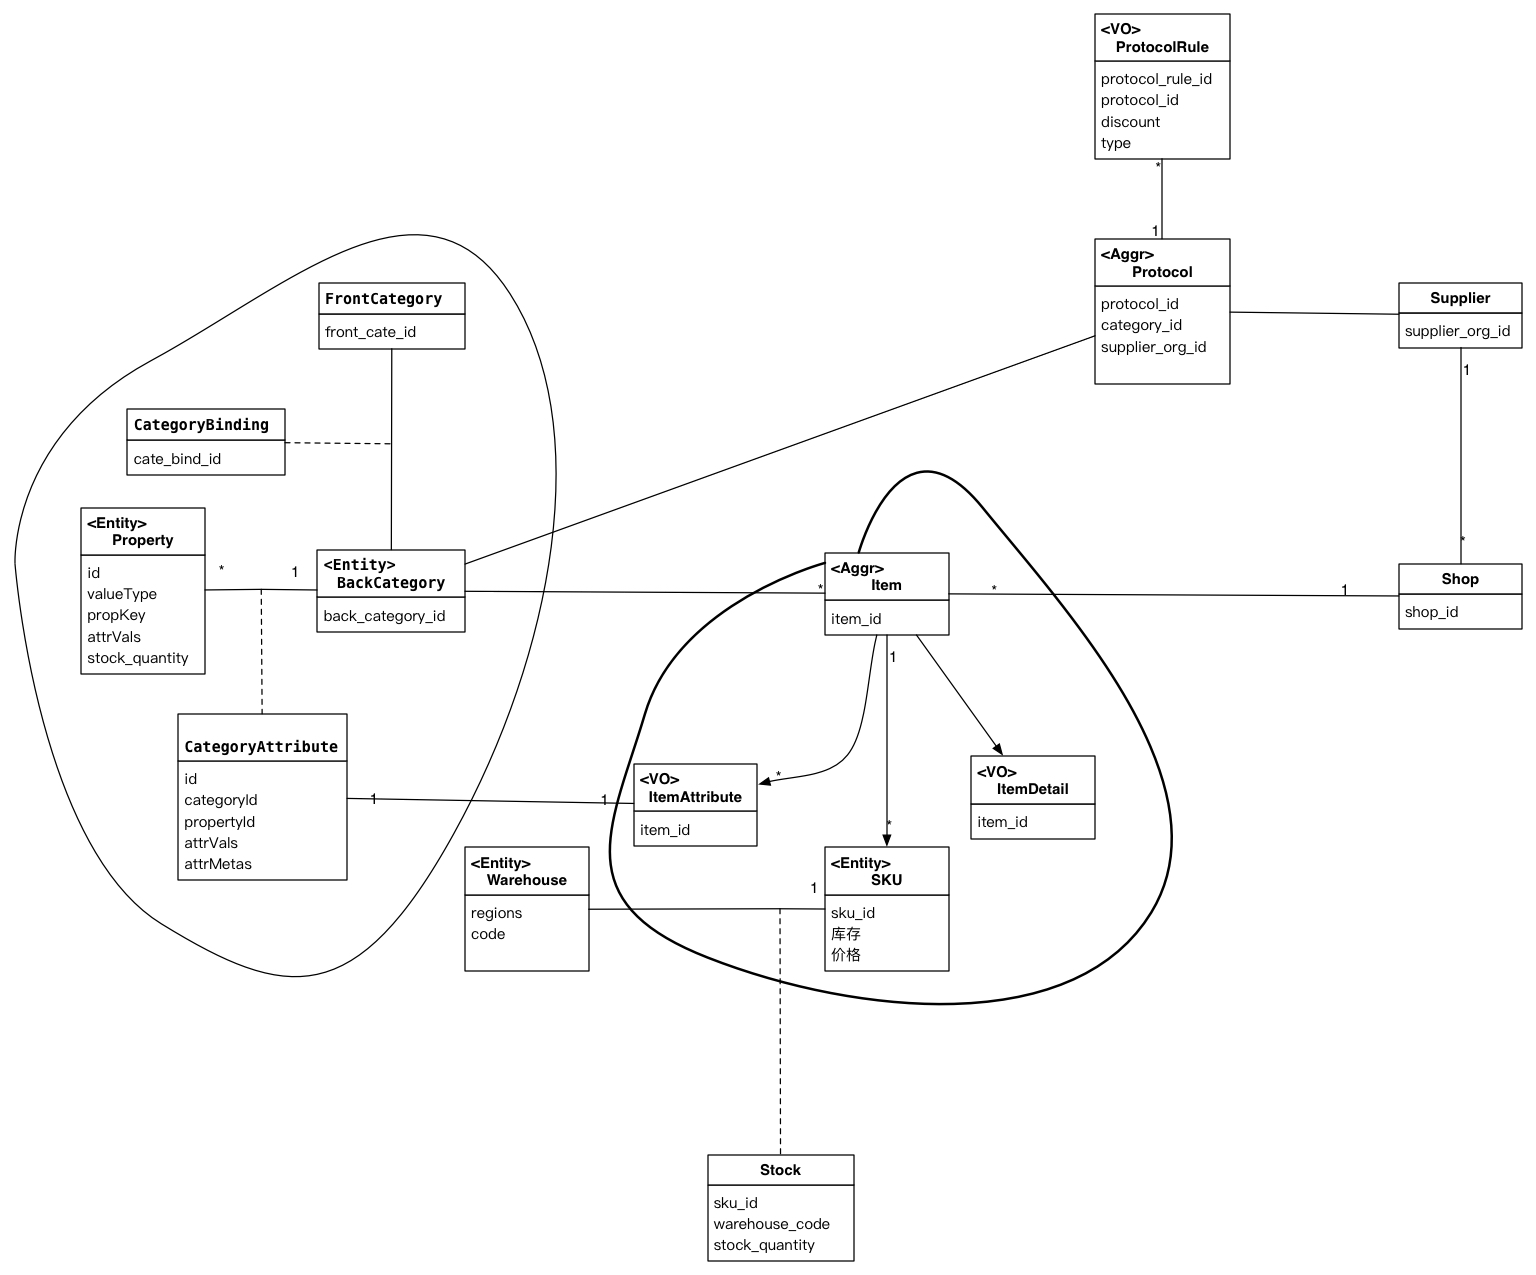 <VO>
ProtocolRule
protocol_rule_id
protocol_id
discount
type
*
1
<Aggr>
Protocol
protocol_id
category_id
supplier_org_id
Supplier
supplier_org_id
1
*
FrontCategory
front_cate_id
CategoryBinding
cate_bind_id
<Entity>
Property
id
valueType
propKey
attrVals
stock_quantity
*
1
<Entity>
BackCategory
back_category_id
*
<Aggr>
Item
item_id
*
1
Shop
shop_id
1
*
*
CategoryAttribute
id
categoryId
propertyId
attrVals
attrMetas
1
1
<VO>
ItemAttribute
item_id
<VO>
ItemDetail
item_id
<Entity>
Warehouse
regions
code
1
<Entity>
SKU
sku_id
库存
价格
Stock
sku_id
warehouse_code
stock_quantity